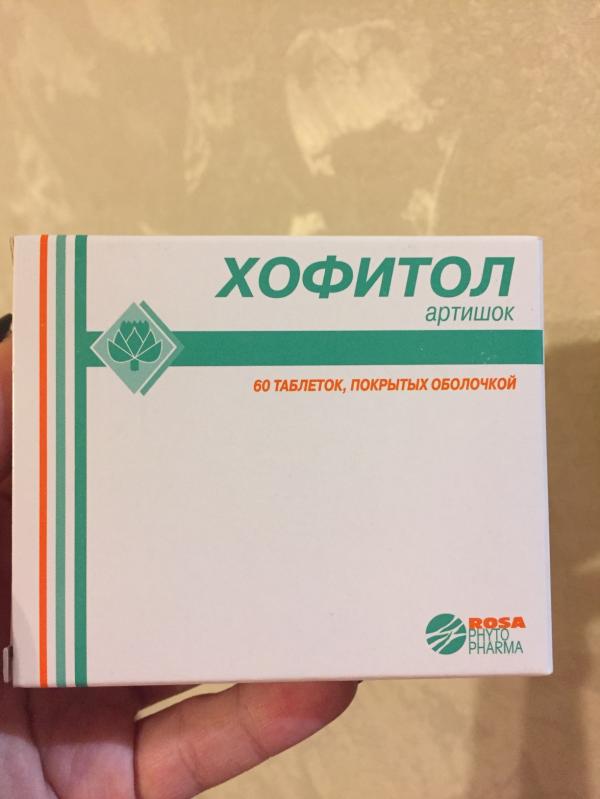 ХОФИТОЛ
артишок
60 ТАБЛЕТОК, ПОКРЫТЫХ ОБОЛОЧКОЙ
ROSA
PHYTO
PHARMA